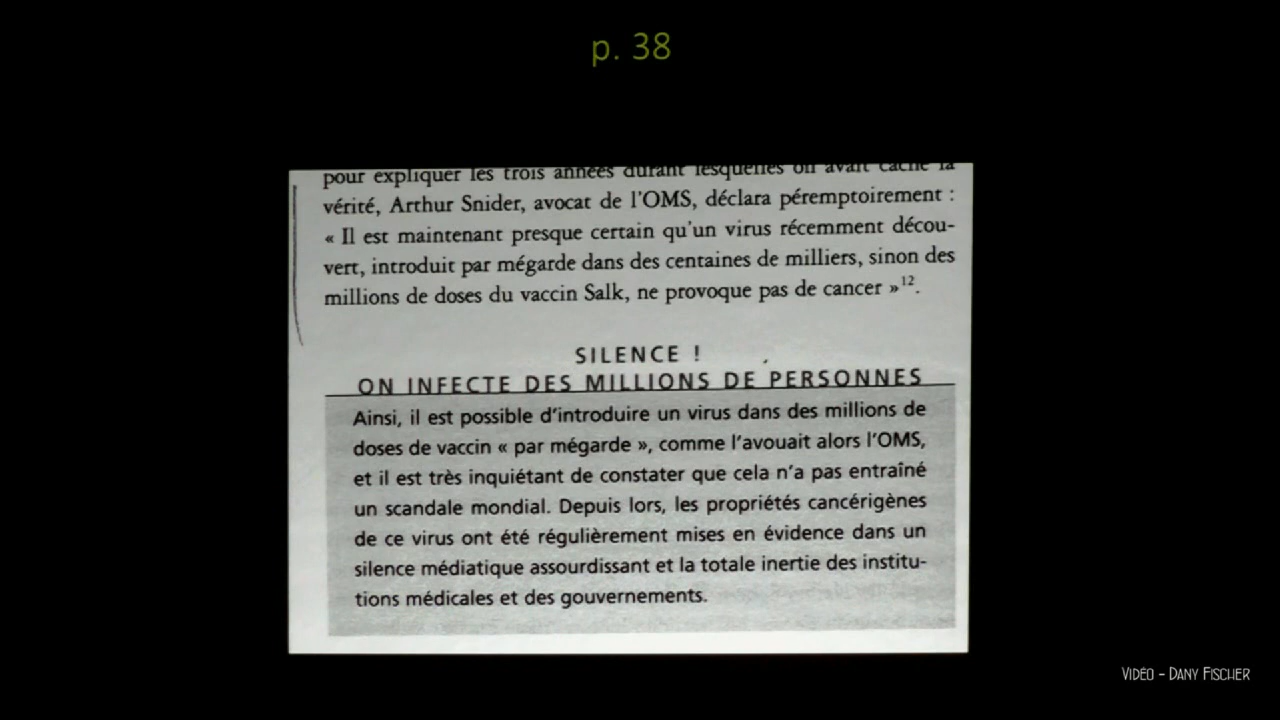 p. 38
pour expliquer les trois années durant lesquelles on avait caché la
vérité, Arthur Snider, avocat de l'OMS, déclara péremptoirement :
« Il est maintenant presque certain qu'un virus récemment décou-
vert, introduit par mégarde dans des centaines de milliers, sinon des
millions de doses du vaccin Salk, ne provoque pas de cancer »¹².
SILENCE !
ON INFECTE DES MILLIONS DE PERSONNES
Ainsi, il est possible d'introduire un virus dans des millions de
doses de vaccin « par mégarde », comme l'avouait alors l'OMS,
et il est très inquiétant de constater que cela n'a pas entraîné
un scandale mondial. Depuis lors, les propriétés cancérigènes
de ce virus ont été régulièrement mises en évidence dans un
silence médiatique assourdissant et la totale inertie des institu-
tions médicales et des gouvernements.
VIDÉO - DANY FISCHER